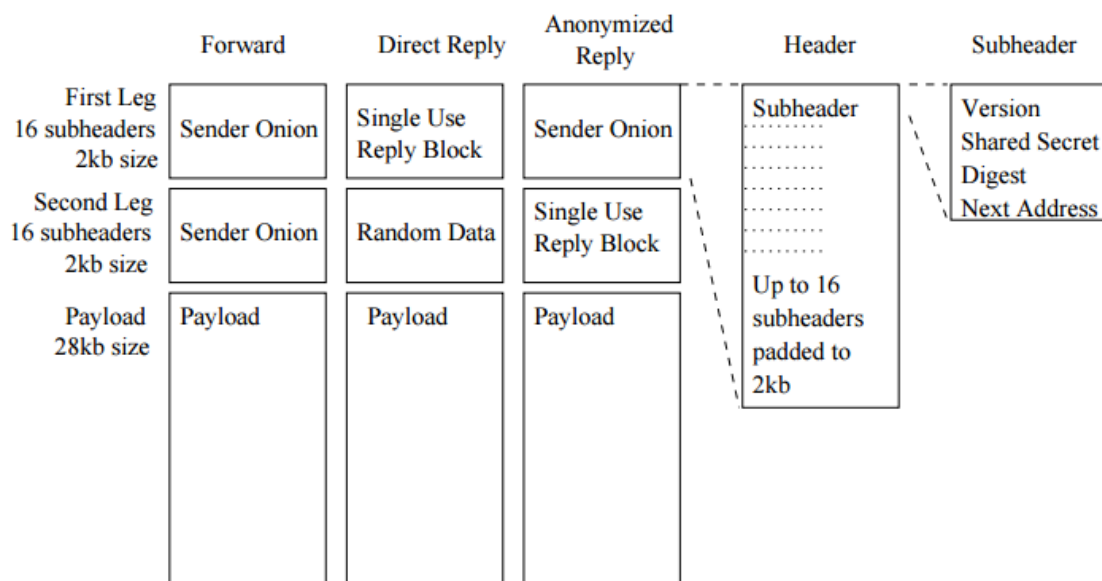 Forward
Direct Reply
Anonymized
Reply
Header
Subheader
First Leg
16 subheaders
2kb size
Sender Onion
Single Use
Reply Block
Sender Onion
Second Leg
16 subheaders
2kb size
Sender Onion
Random Data
Single Use
Reply Block
Payload
28kb size
Payload
Payload
Payload
Subheader
Up to 16
subheaders
padded to
2kb
Version
Shared Secret
Digest
Next Address